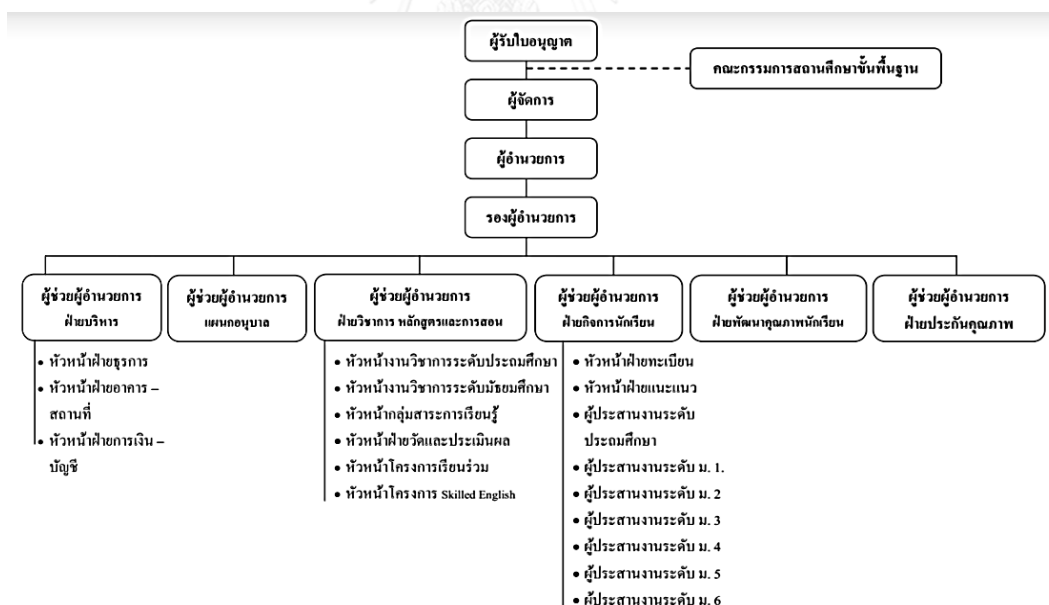 ผู้รับใบอนุญาต
คณะกรรมการสถานศึกษาขั้นพื้นฐาน
ผู้จัดการ
ผู้อำนวยการ
รองผู้อำนวยการ
ผู้ช่วยผู้อำนวยการ
ฝ่ายบริหาร
• หัวหน้าฝ่ายธุรการ
• หัวหน้าฝ่ายอาคาร –
สถานที่
• หัวหน้าฝ่ายการเงิน –
บัญชี
ผู้ช่วยผู้อำนวยการ
แผนกอนุบาล
ผู้ช่วยผู้อำนวยการ
ฝ่ายวิชาการ หลักสูตรและการสอน
• หัวหน้างานวิชาการระดับประถมศึกษา
• หัวหน้างานวิชาการระดับมัธยมศึกษา
• หัวหน้ากลุ่มสาระการเรียนรู้
• หัวหน้าฝ่ายวัดและประเมินผล
• หัวหน้าโครงการเรียนร่วม
• หัวหน้าโครงการ Skilled English
ผู้ช่วยผู้อำนวยการ
ฝ่ายกิจการนักเรียน
• หัวหน้าฝ่ายทะเบียน
• หัวหน้าฝ่ายแนะแนว
• ผู้ประสานงานระดับ
ประถมศึกษา
• ผู้ประสานงานระดับ ม. 1.
• ผู้ประสานงานระดับ ม. 2
• ผู้ประสานงานระดับ ม. 3
• ผู้ประสานงานระดับ ม. 4
• ผู้ประสานงานระดับ ม. 5
• ผู้ประสานงานระดับ ม. 6
ผู้ช่วยผู้อำนวยการ
ฝ่ายพัฒนาคุณภาพนักเรียน
ผู้ช่วยผู้อำนวยการ
ฝ่ายประกันคุณภาพ